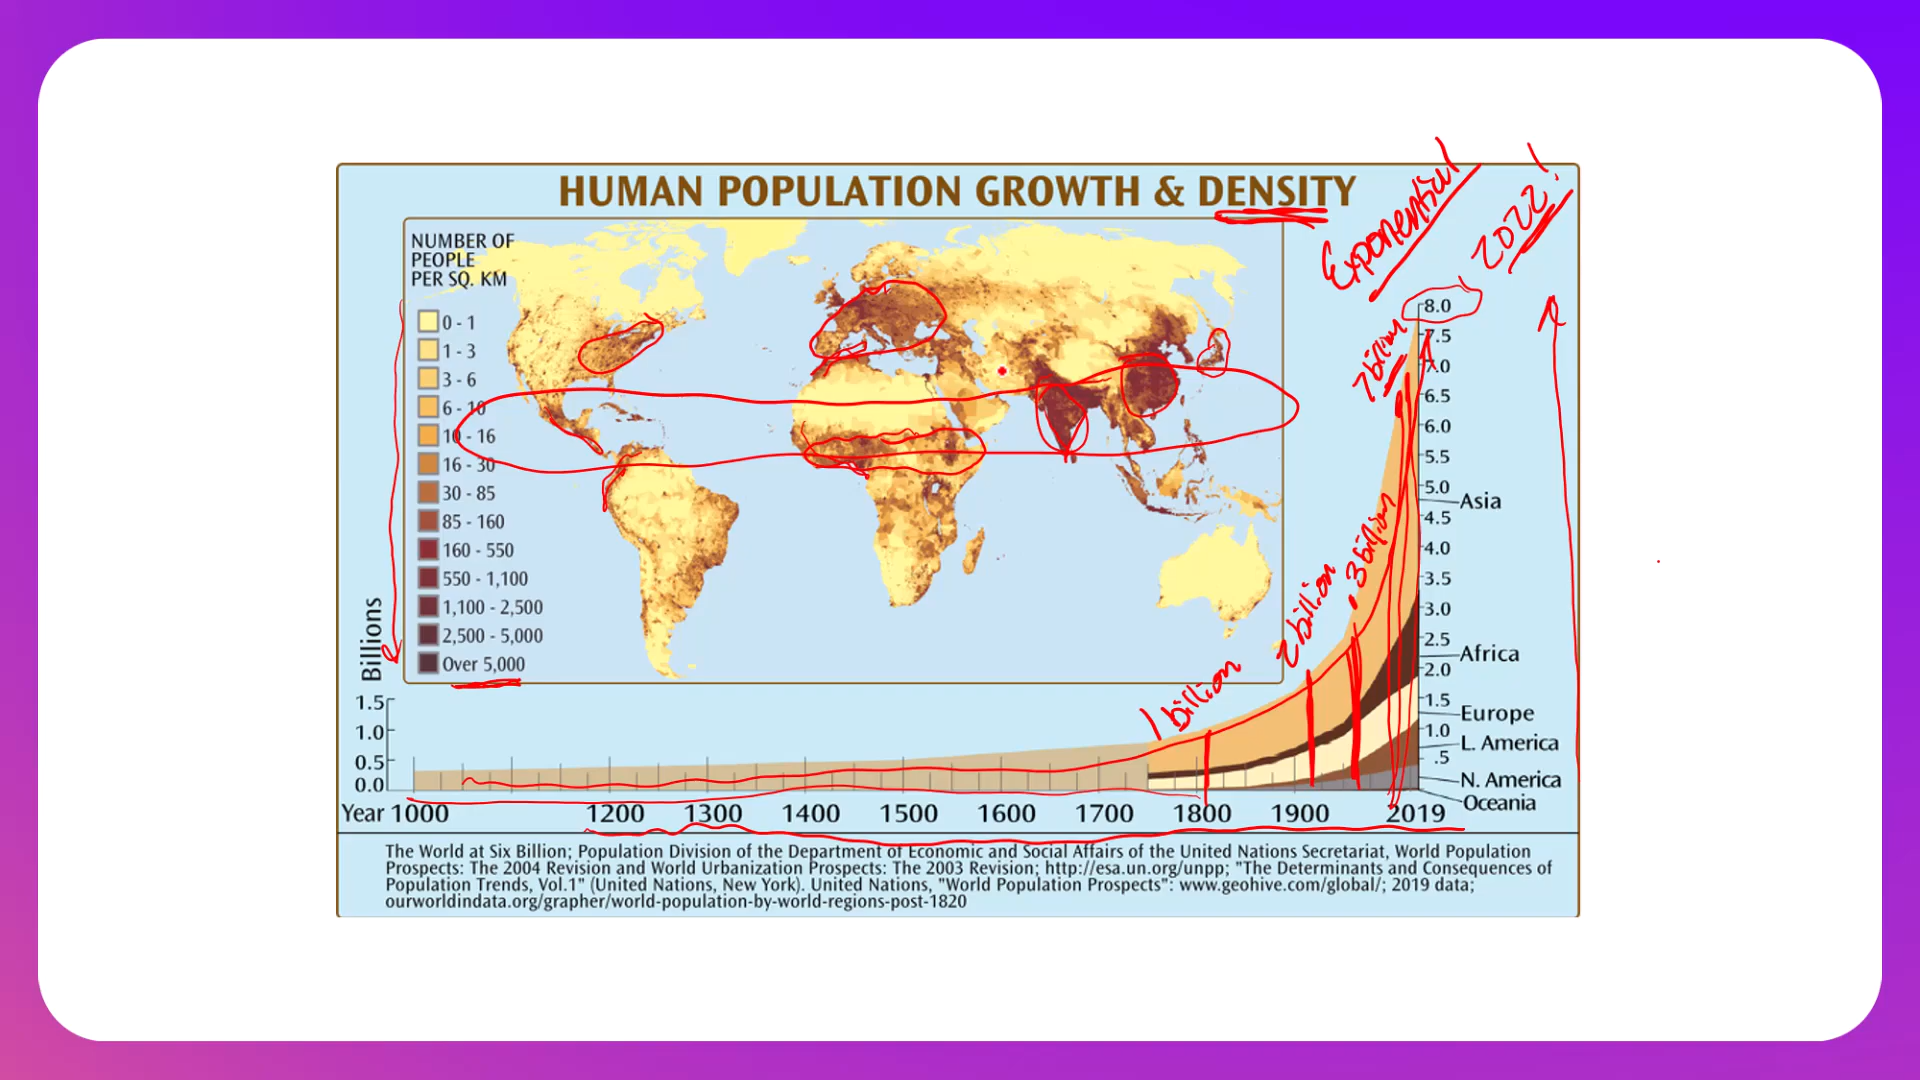 HUMAN POPULATION GROWTH & DENSITY
Exponential
2022!
NUMBER OF
PEOPLE
PER SQ. KM
0 - 1
1 - 3
3 - 6
6 - 10
10 - 16
16 - 30
30 - 85
85 - 160
160 - 550
550 - 1,100
1,100 - 2,500
2,500 - 5,000
Over 5,000
Billions
1.5
1.0
0.5
0.0
1 billion
2 billion
3 billion
7 billion
8.0
7.5
7.0
6.5
6.0
5.5
5.0
4.5
4.0
3.5
3.0
2.5
2.0
1.5
1.0
.5
Asia
Africa
Europe
L. America
N. America
Oceania
Year 1000 1200 1300 1400 1500 1600 1700 1800 1900 2019
The World at Six Billion; Population Division of the Department of Economic and Social Affairs of the United Nations Secretariat, World Population
Prospects: The 2004 Revision and World Urbanization Prospects: The 2003 Revision; http://esa.un.org/unpp; "The Determinants and Consequences of
Population Trends, Vol.1" (United Nations, New York). United Nations, "World Population Prospects": www.geohive.com/global/; 2019 data;
ourworldindata.org/grapher/world-population-by-world-regions-post-1820